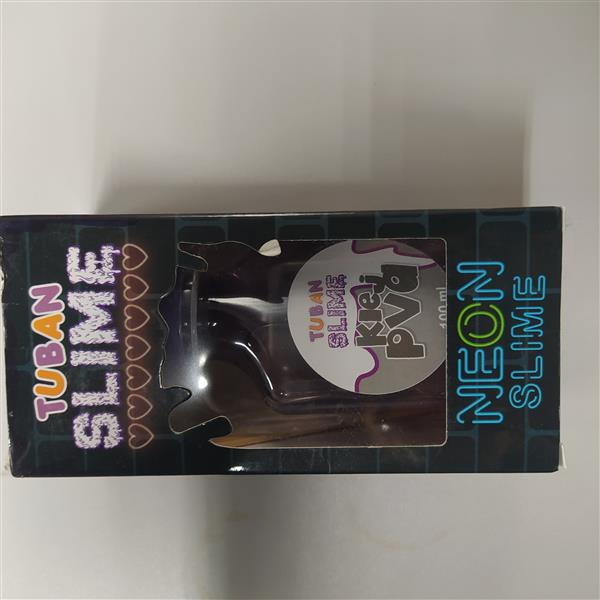 TUBAN
SLIME
TUBAN
SLIME
klej
pva
100 ml
NEON
SLIME